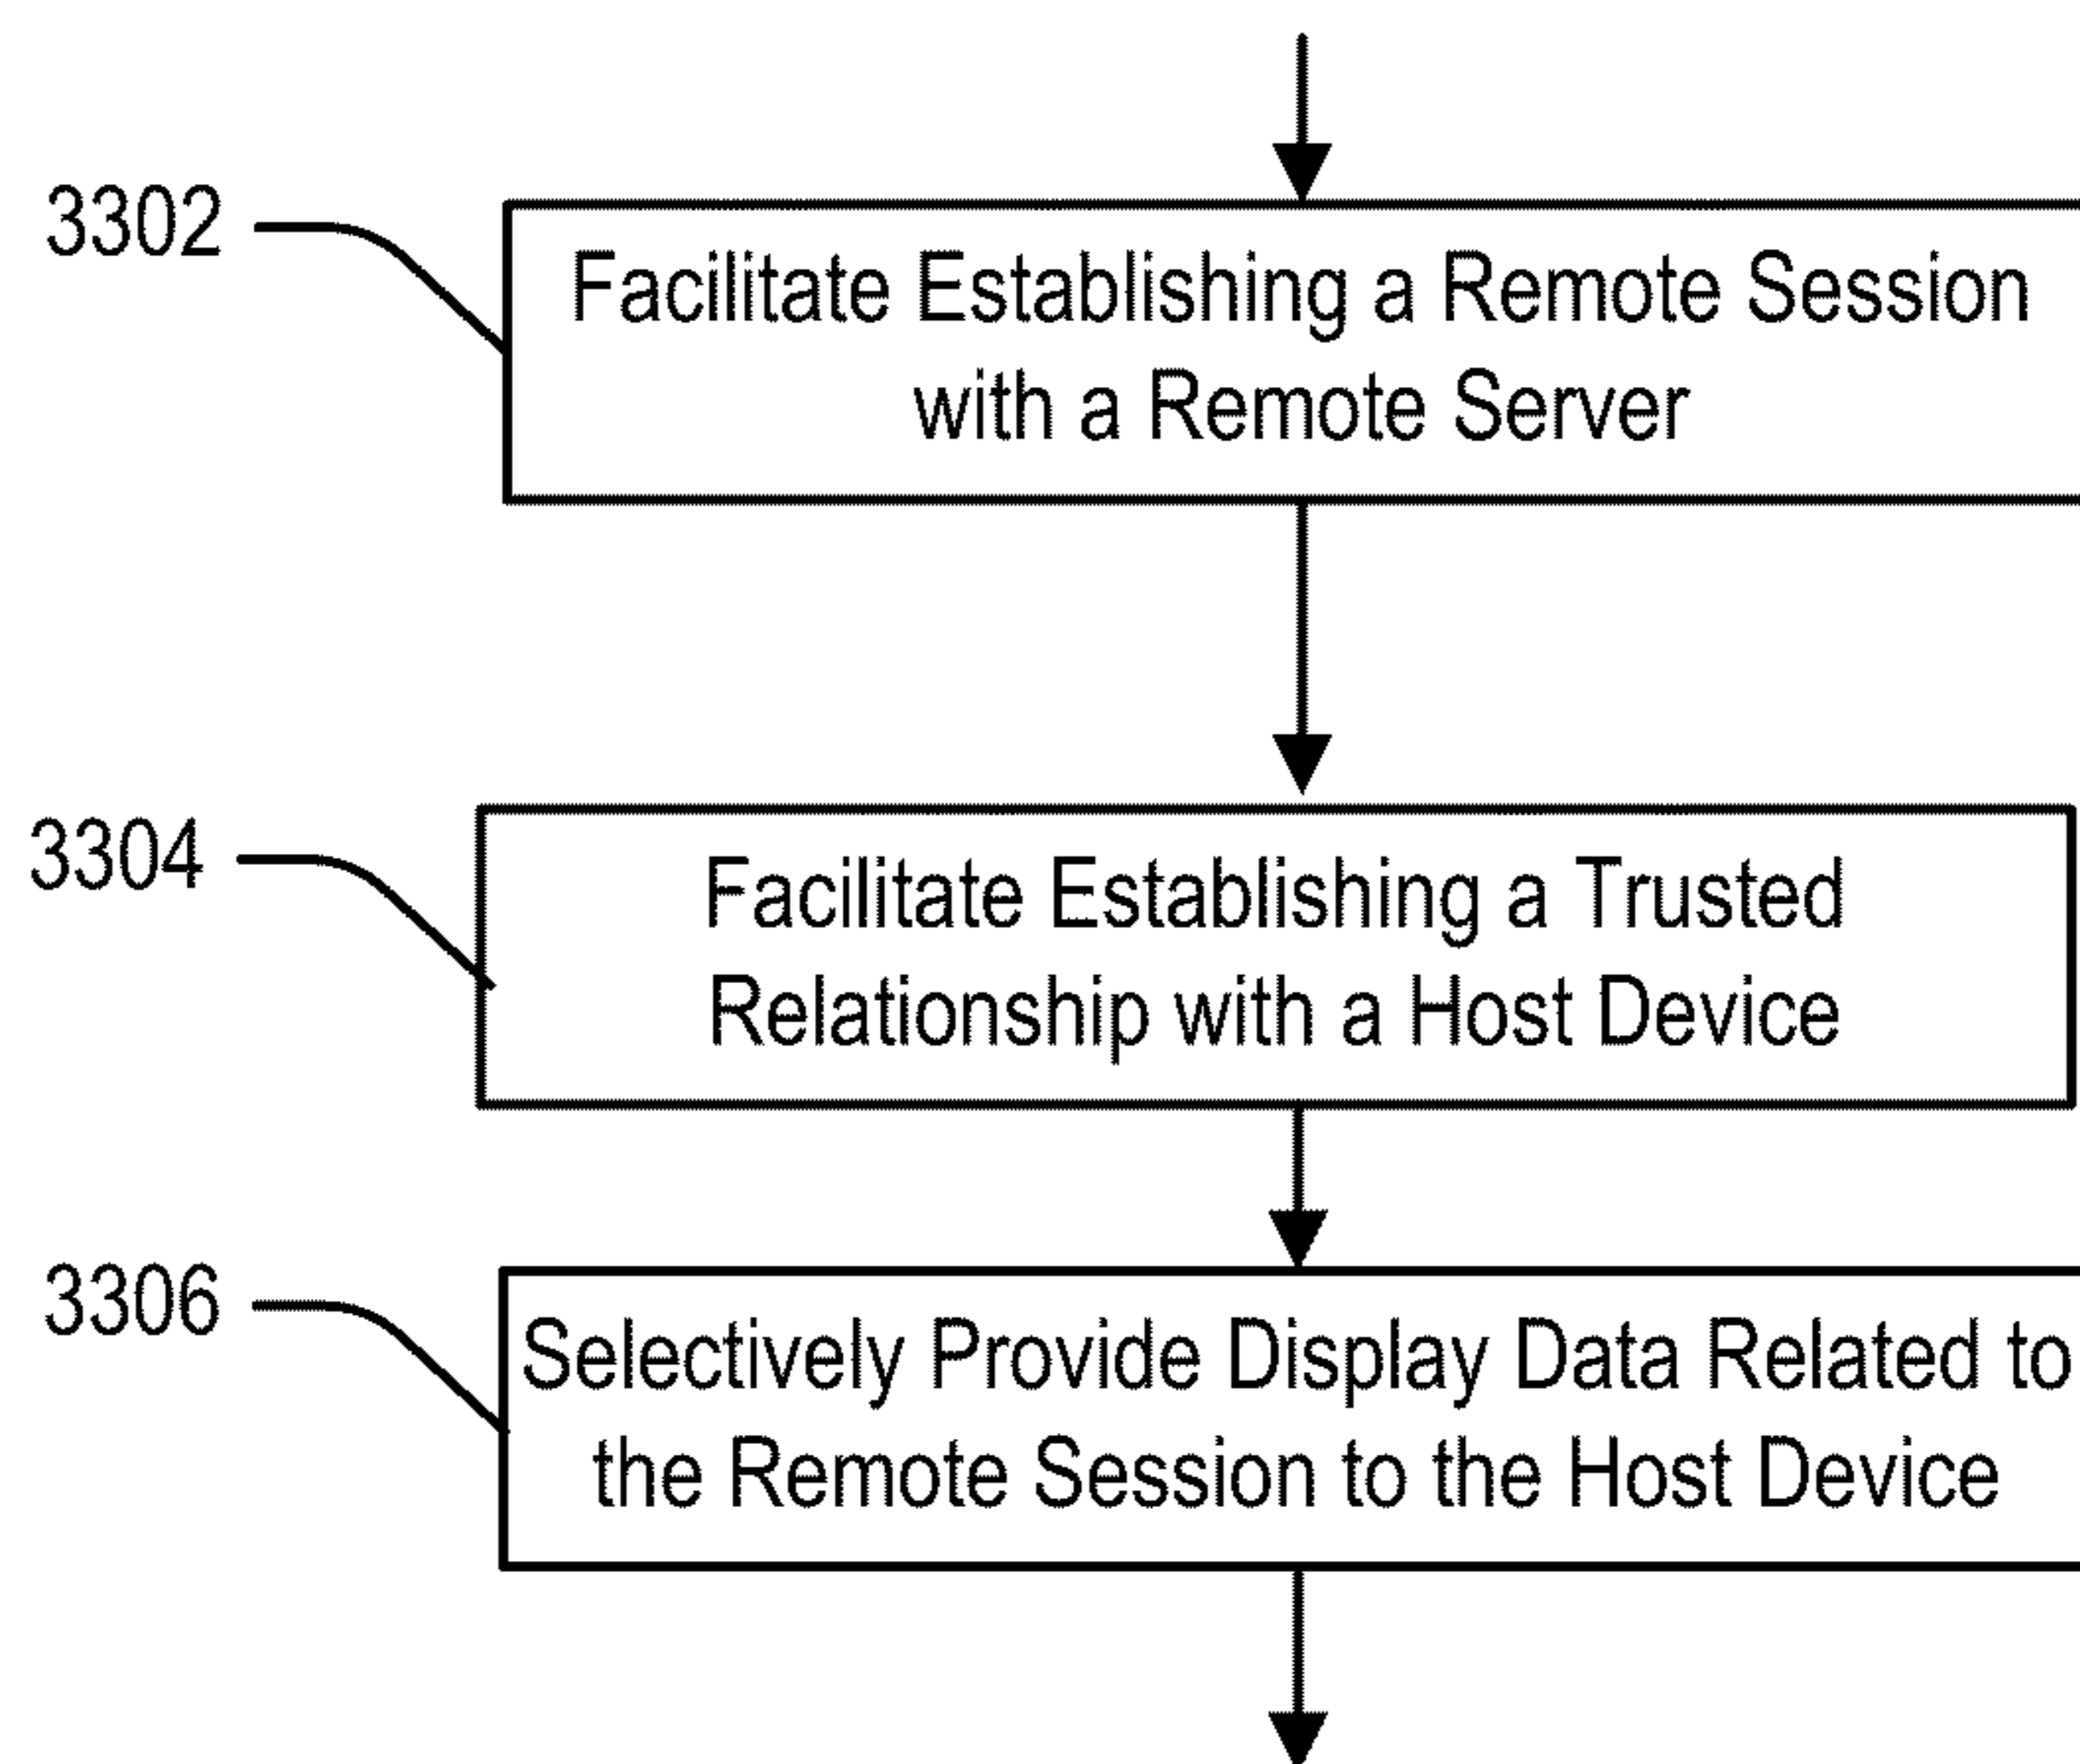 3302
Facilitate Establishing a Remote Session
with a Remote Server
3304
Facilitate Establishing a Trusted
Relationship with a Host Device
3306
Selectively Provide Display Data Related to
the Remote Session to the Host Device